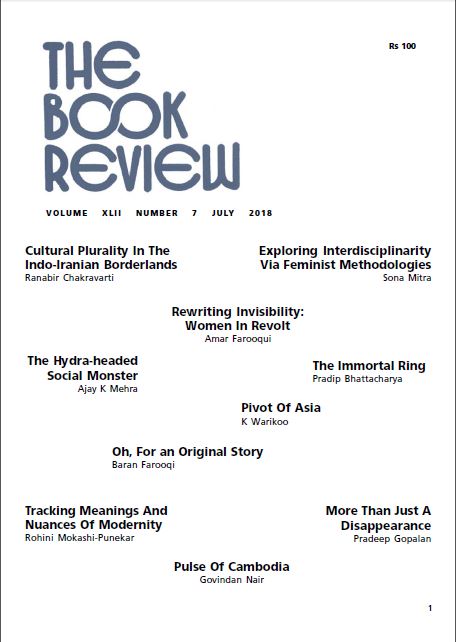 Rs 100
THE
BOOK
REVIEW
VOLUME XLII NUMBER 7 JULY 2018
Cultural Plurality In The
Indo-Iranian Borderlands
Ranabir Chakravarti
Exploring Interdisciplinarity
Via Feminist Methodologies
Sona Mitra
Rewriting Invisibility:
Women In Revolt
Amar Farooqui
The Hydra-headed
Social Monster
Ajay K Mehra
The Immortal Ring
Pradip Bhattacharya
Pivot Of Asia
K Warikoo
Oh, For an Original Story
Baran Farooqi
Tracking Meanings And
Nuances Of Modernity
Rohini Mokashi-Punekar
More Than Just A
Disappearance
Pradeep Gopalan
Pulse Of Cambodia
Govindan Nair
1